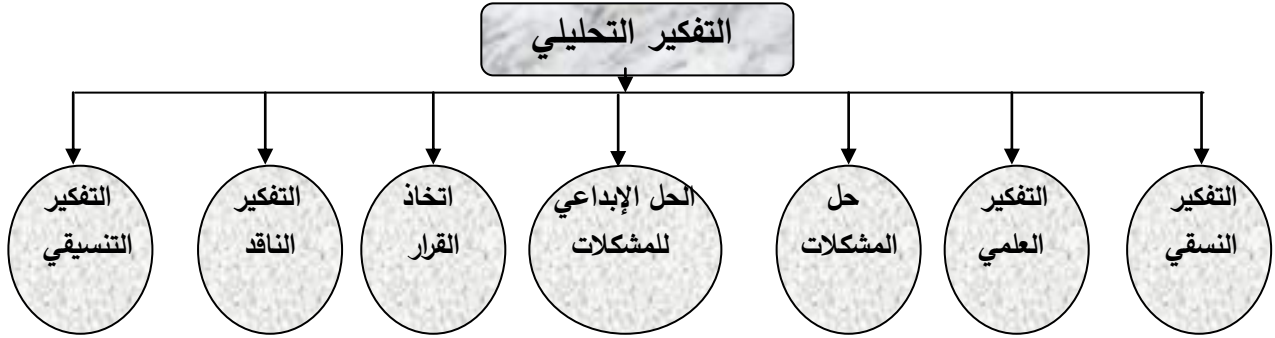 التفكير التحليلي
التفكير
النسقي
التفكير
العلمي
حل
المشكلات
الحل الإبداعي
للمشكلات
اتخاذ
القرار
التفكير
الناقد
التفكير
التنسيقي